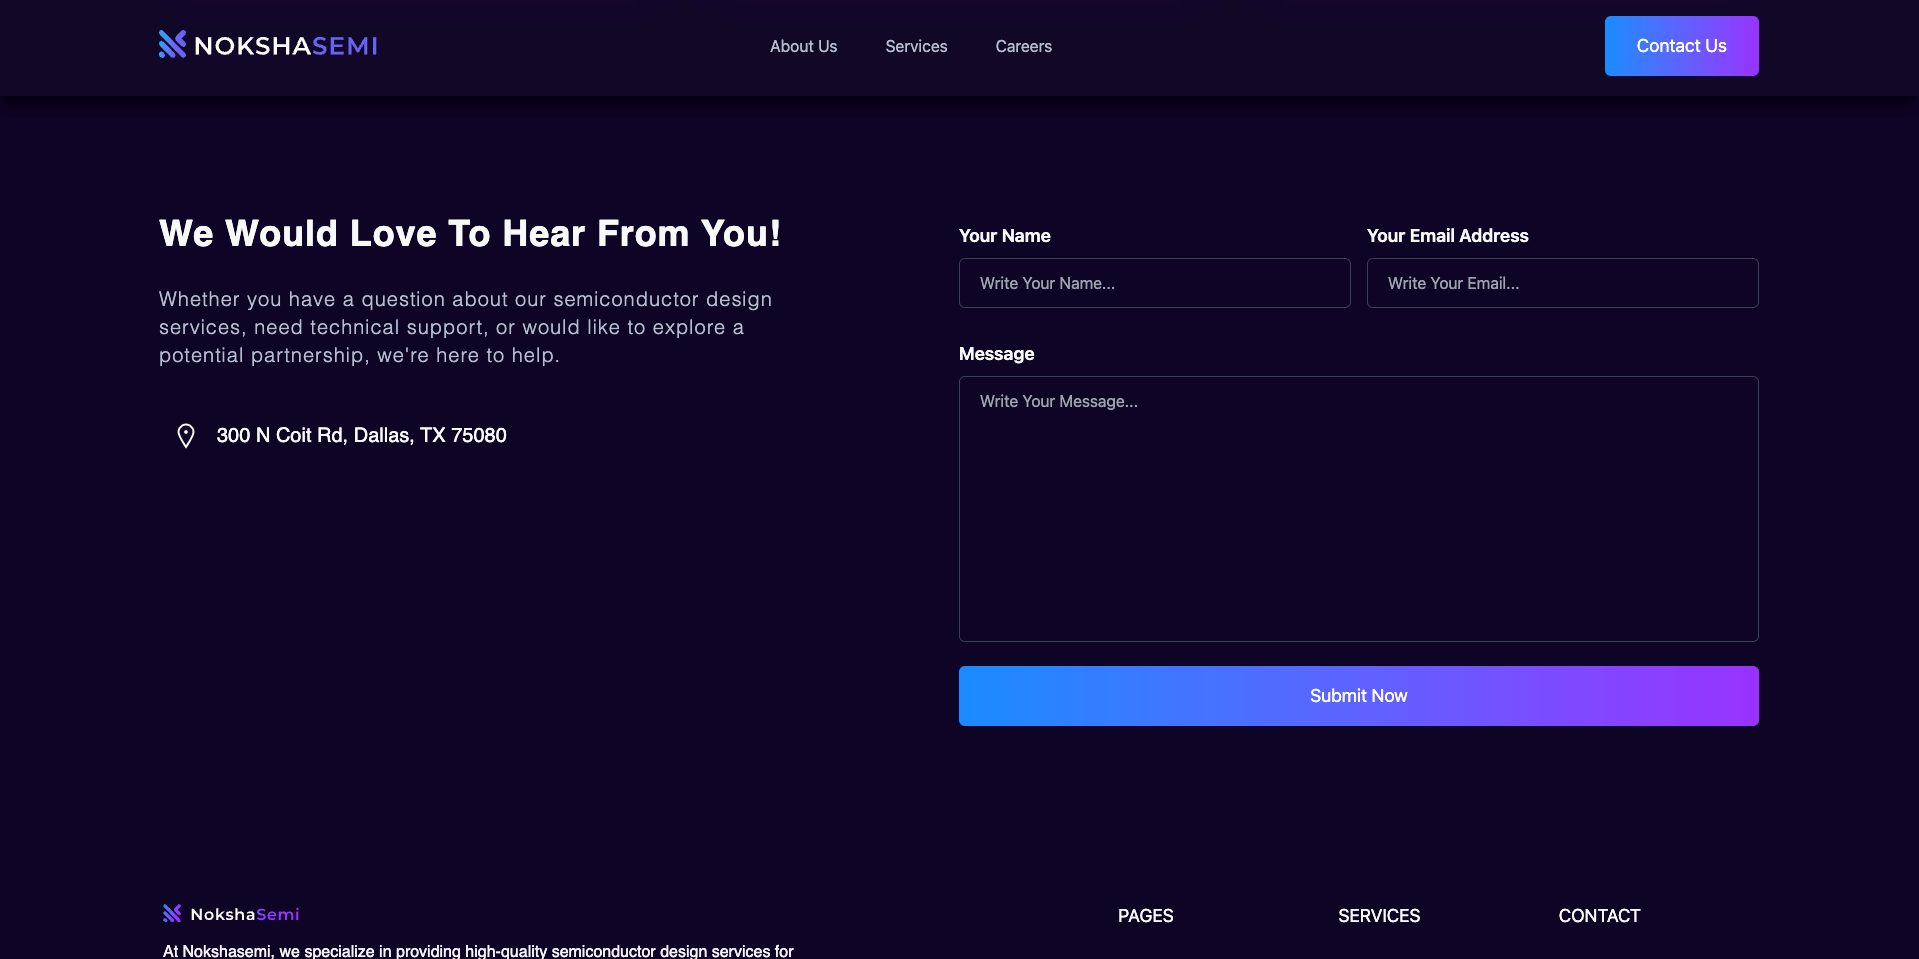 NOKSHASEMI
About Us
Services
Careers
Contact Us
We Would Love To Hear From You!
Whether you have a question about our semiconductor design
services, need technical support, or would like to explore a
potential partnership, we're here to help.
300 N Coit Rd, Dallas, TX 75080
Your Name
Write Your Name...
Your Email Address
Write Your Email...
Message
Write Your Message...
Submit Now
NokshaSemi
At Nokshasemi, we specialize in providing high-quality semiconductor design services for
PAGES
SERVICES
CONTACT